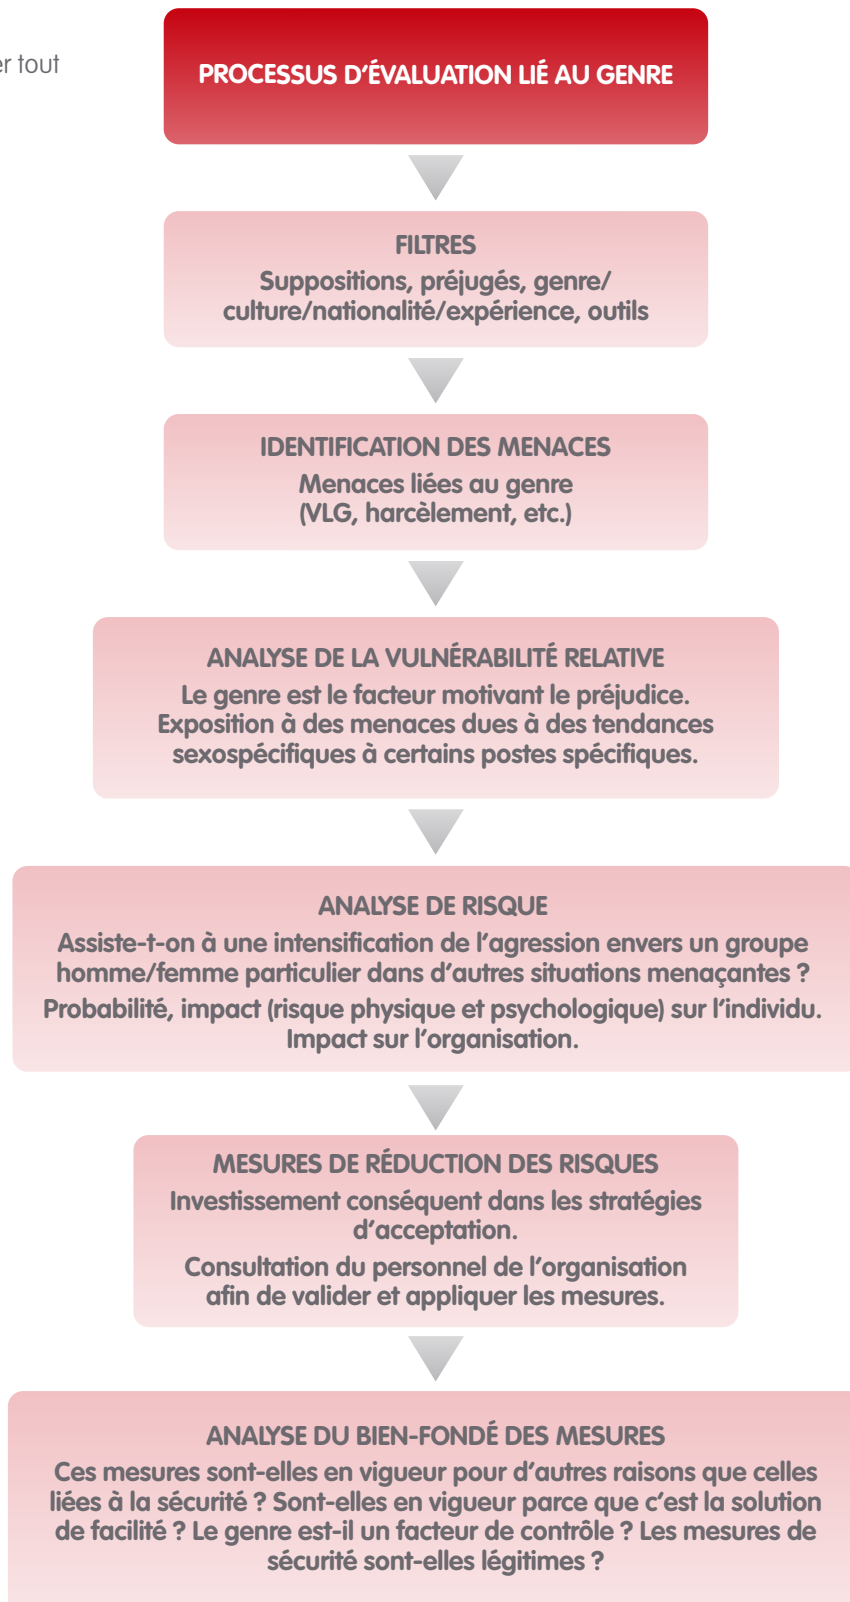 er tout
PROCESSUS D'ÉVALUATION LIÉ AU GENRE
FILTRES
Suppositions, préjugés, genre/
culture/nationalité/expérience, outils
IDENTIFICATION DES MENACES
Menaces liées au genre
(VLG, harcèlement, etc.)
ANALYSE DE LA VULNÉRABILITÉ RELATIVE
Le genre est le facteur motivant le préjudice.
Exposition à des menaces dues à des tendances
sexospécifiques à certains postes spécifiques.
ANALYSE DE RISQUE
Assiste-t-on à une intensification de l'agression envers un groupe
homme/femme particulier dans d'autres situations menaçantes ?
Probabilité, impact (risque physique et psychologique) sur l'individu.
Impact sur l'organisation.
MESURES DE RÉDUCTION DES RISQUES
Investissement conséquent dans les stratégies
d'acceptation.
Consultation du personnel de l'organisation
afin de valider et appliquer les mesures.
ANALYSE DU BIEN-FONDÉ DES MESURES
Ces mesures sont-elles en vigueur pour d'autres raisons que celles
liées à la sécurité ? Sont-elles en vigueur parce que c'est la solution
de facilité ? Le genre est-il un facteur de contrôle ? Les mesures de
sécurité sont-elles légitimes ?